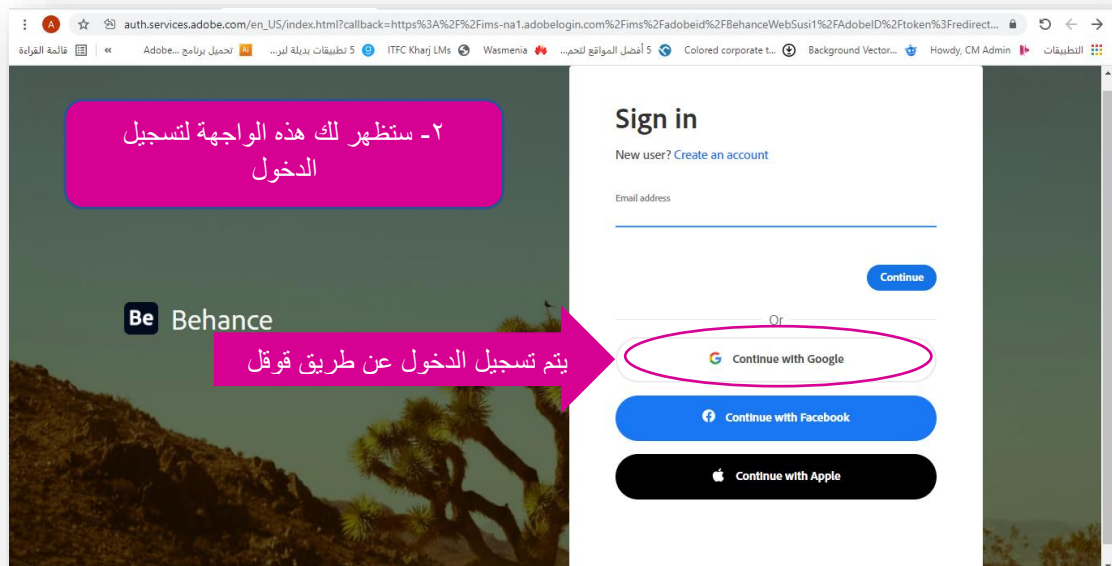 auth.services.adobe.com/en_US/index.html?callback=https%3A%2F%2Fims-na1.adobelogin.com%2Fims%2Fadobeid%2FBehanceWebSusi1%2FAdobeID%2Ftoken%3Fredirect...
A
التطبيقات
Howdy, CM Admin
Background Vector...
Colored corporate t...
5 أفضل المواقع لتحم...
Wasmenia
ITFC Kharj LMs
5 تطبيقات بديلة لبر...
تحميل برنامج Adobe...
»
قائمة القراءة
٢- ستظهر لك هذه الواجهة لتسجيل
الدخول
Be Behance
يتم تسجيل الدخول عن طريق قوقل
Sign in
New user? Create an account
Email address
Continue
Or
Continue with Google
Continue with Facebook
Continue with Apple